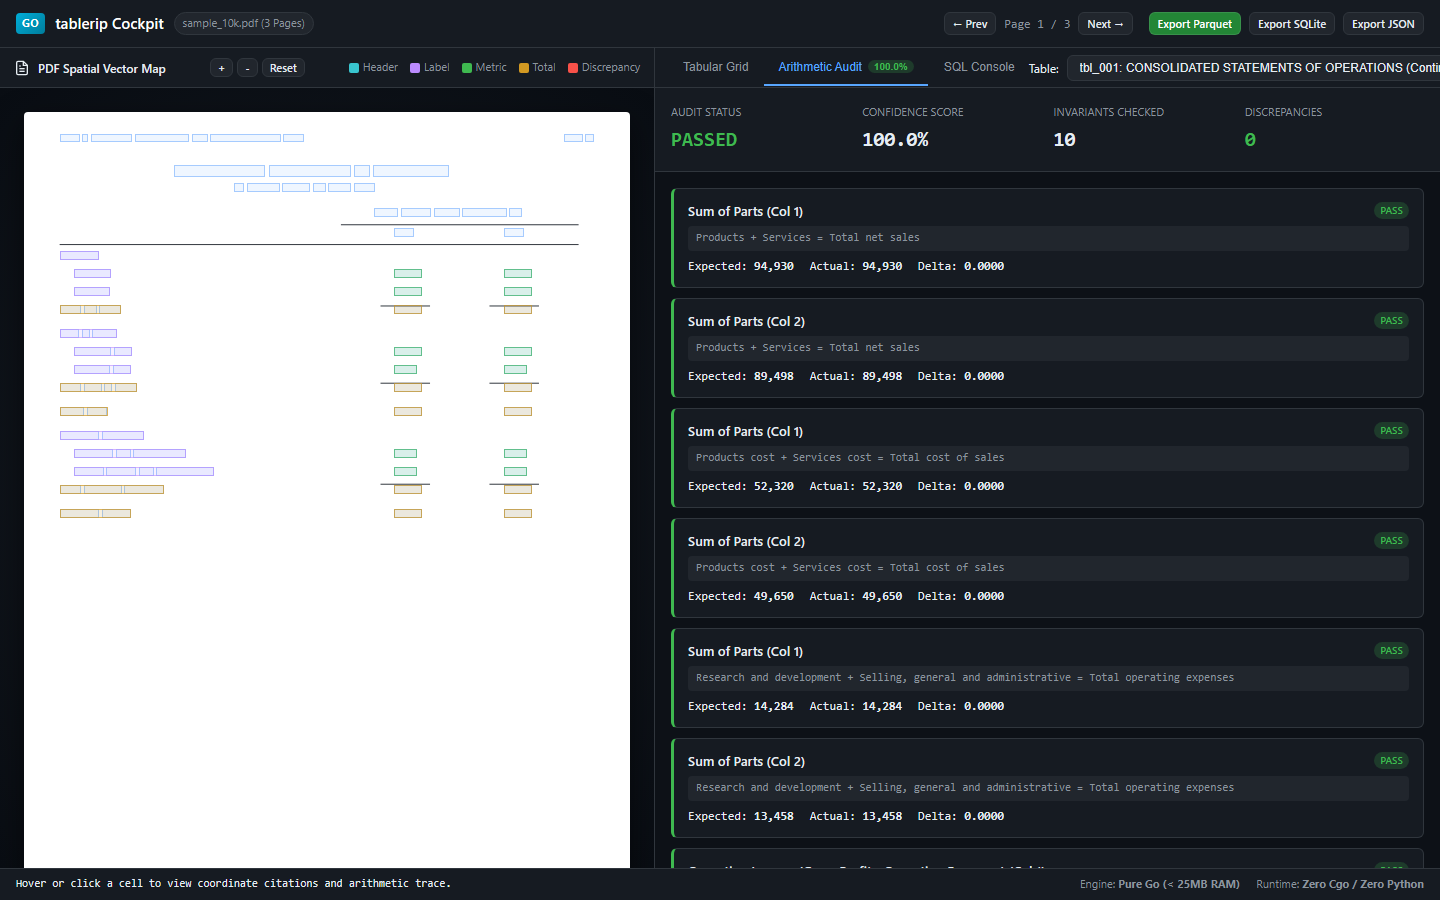 GO tablerip Cockpit sample_10k.pdf (3 Pages) ← Prev Page 1 / 3 Next → Export Parquet Export SQLite Export JSON
PDF Spatial Vector Map + - Reset Header Label Metric Total Discrepancy
Tabular Grid Arithmetic Audit 100.0% SQL Console Table: tbl_001: CONSOLIDATED STATEMENTS OF OPERATIONS
AUDIT STATUS CONFIDENCE SCORE INVARIANTS CHECKED DISCREPANCIES
PASSED 100.0% 10 0
Sum of Parts (Col 1) PASS
Products + Services = Total net sales
Expected: 94,930 Actual: 94,930 Delta: 0.0000
Sum of Parts (Col 2) PASS
Products + Services = Total net sales
Expected: 89,498 Actual: 89,498 Delta: 0.0000
Sum of Parts (Col 1) PASS
Products cost + Services cost = Total cost of sales
Expected: 52,320 Actual: 52,320 Delta: 0.0000
Sum of Parts (Col 2) PASS
Products cost + Services cost = Total cost of sales
Expected: 49,650 Actual: 49,650 Delta: 0.0000
Sum of Parts (Col 1) PASS
Research and development + Selling, general and administrative = Total operating expenses
Expected: 14,284 Actual: 14,284 Delta: 0.0000
Sum of Parts (Col 2) PASS
Research and development + Selling, general and administrative = Total operating expenses
Expected: 13,458 Actual: 13,458 Delta: 0.0000
Hover or click a cell to view coordinate citations and arithmetic trace. Engine: Pure Go (< 25MB RAM) Runtime: Zero Cgo / Zero Python